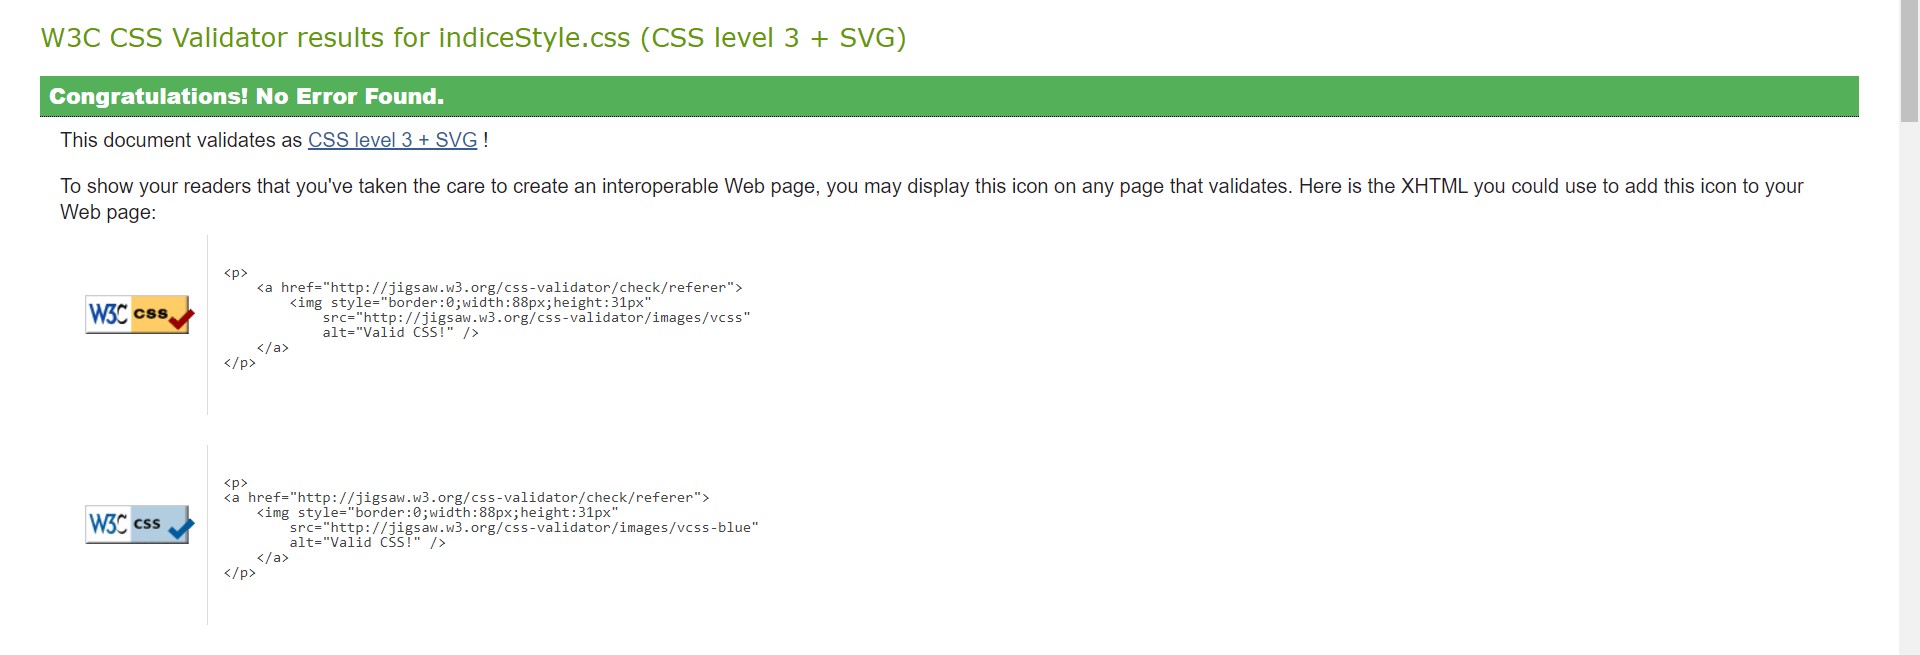 W3C CSS Validator results for indiceStyle.css (CSS level 3 + SVG)
Congratulations! No Error Found.
This document validates as CSS level 3 + SVG !
To show your readers that you've taken the care to create an interoperable Web page, you may display this icon on any page that validates. Here is the XHTML you could use to add this icon to your
Web page:
W3C css
<p>
    <a href="http://jigsaw.w3.org/css-validator/check/referer">
        <img style="border:0;width:88px;height:31px"
            src="http://jigsaw.w3.org/css-validator/images/vcss"
            alt="Valid CSS!" />
    </a>
</p>
W3C css
<p>
<a href="http://jigsaw.w3.org/css-validator/check/referer">
    <img style="border:0;width:88px;height:31px"
        src="http://jigsaw.w3.org/css-validator/images/vcss-blue"
        alt="Valid CSS!" />
    </a>
</p>